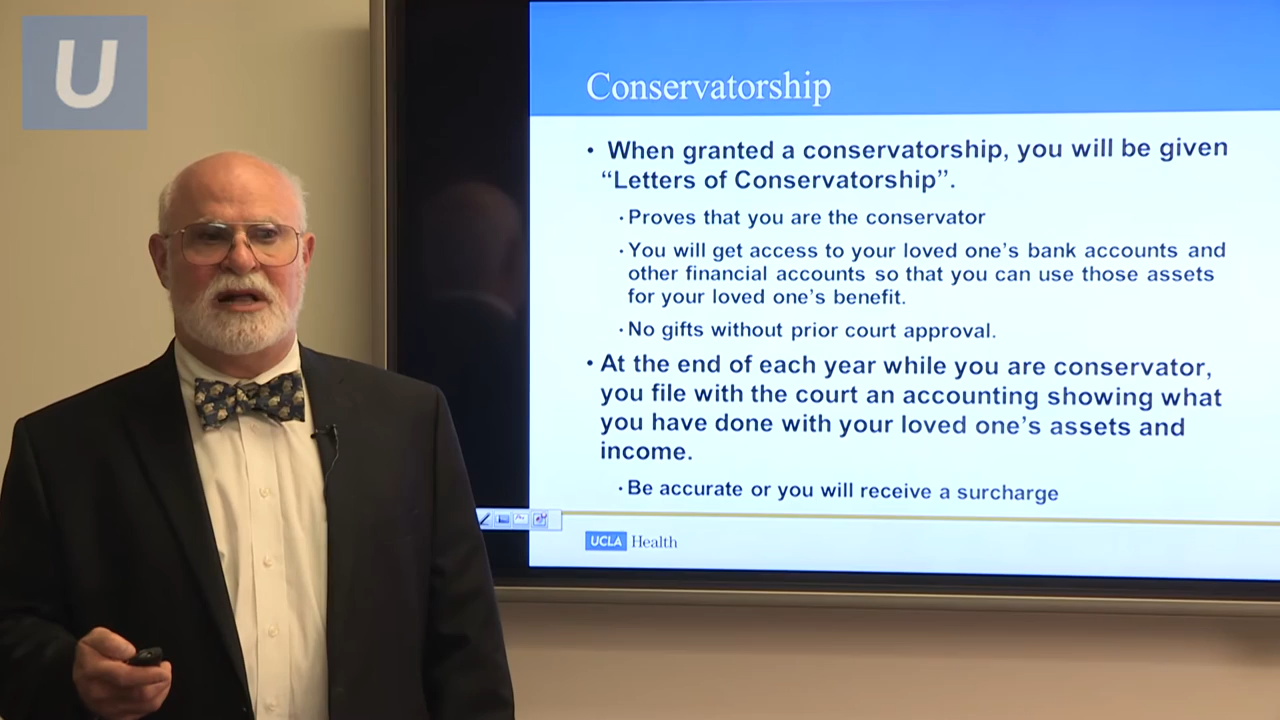 U
Conservatorship
• When granted a conservatorship, you will be given
“Letters of Conservatorship”.
· Proves that you are the conservator
· You will get access to your loved one’s bank accounts and
other financial accounts so that you can use those assets
for your loved one’s benefit.
· No gifts without prior court approval.
• At the end of each year while you are conservator,
you file with the court an accounting showing what
you have done with your loved one’s assets and
income.
· Be accurate or you will receive a surcharge
UCLA Health